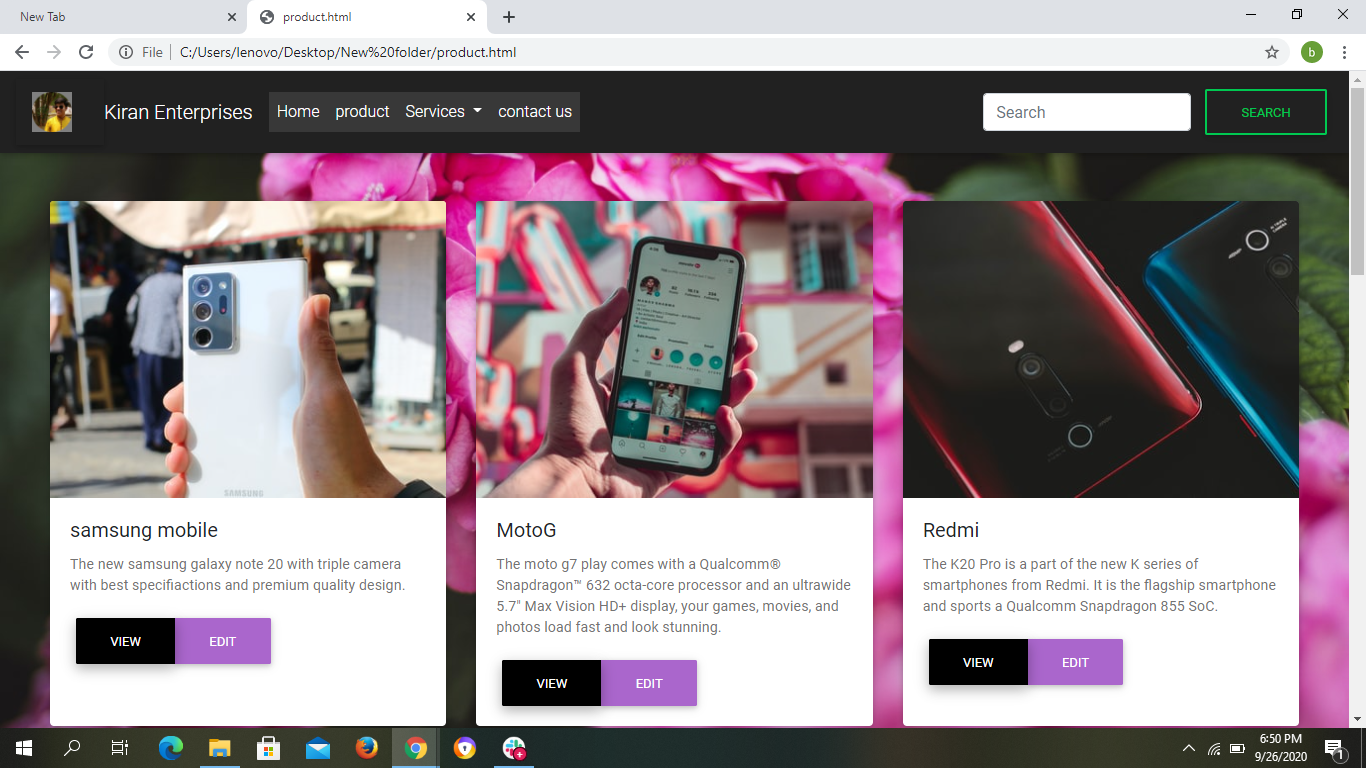 New Tab
product.html
File
C:/Users/lenovo/Desktop/New%20folder/product.html
b
Kiran Enterprises
Home
product
Services
contact us
Search
SEARCH
SAMSUNG
samsung mobile
The new samsung galaxy note 20 with triple camera
with best specifiactions and premium quality design.
VIEW
EDIT
MotoG
The moto g7 play comes with a Qualcomm®
Snapdragon™ 632 octa-core processor and an ultrawide
5.7" Max Vision HD+ display, your games, movies, and
photos load fast and look stunning.
VIEW
EDIT
Redmi
The K20 Pro is a part of the new K series of
smartphones from Redmi. It is the flagship smartphone
and sports a Qualcomm Snapdragon 855 SoC.
VIEW
EDIT
6:50 PM
9/26/2020
1